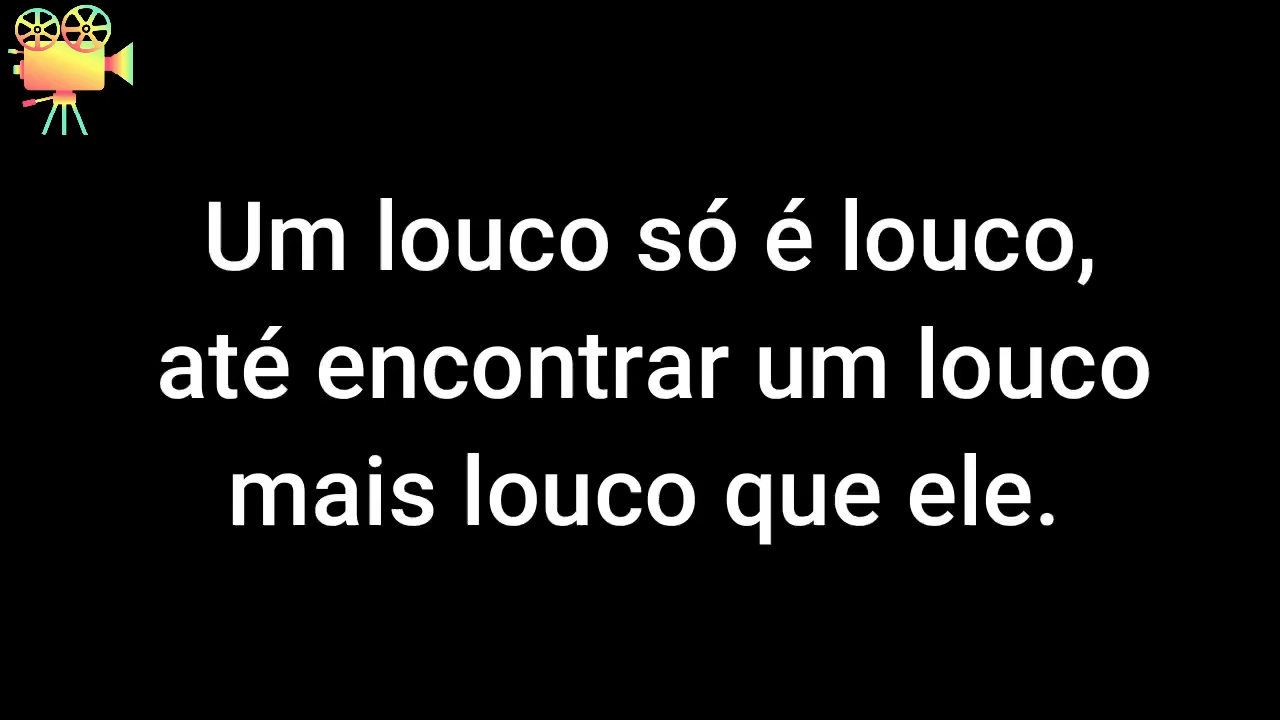 Um louco só é louco,
até encontrar um louco
mais louco que ele.